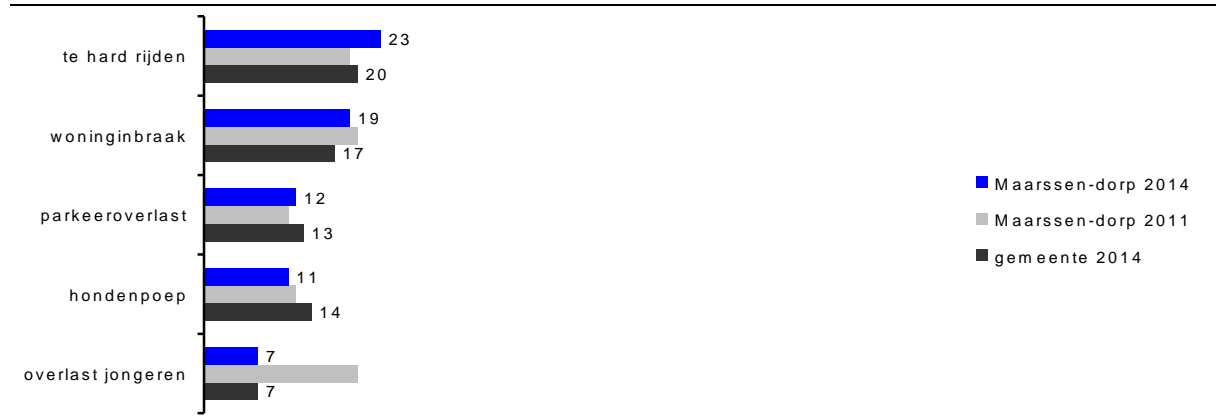 te hard rijden
23
20
woninginbraak
19
17
parkeeroverlast
12
13
hondenpoep
11
14
overlast jongeren
7
7
Maarssen-dorp 2014
Maarssen-dorp 2011
gemeente 2014